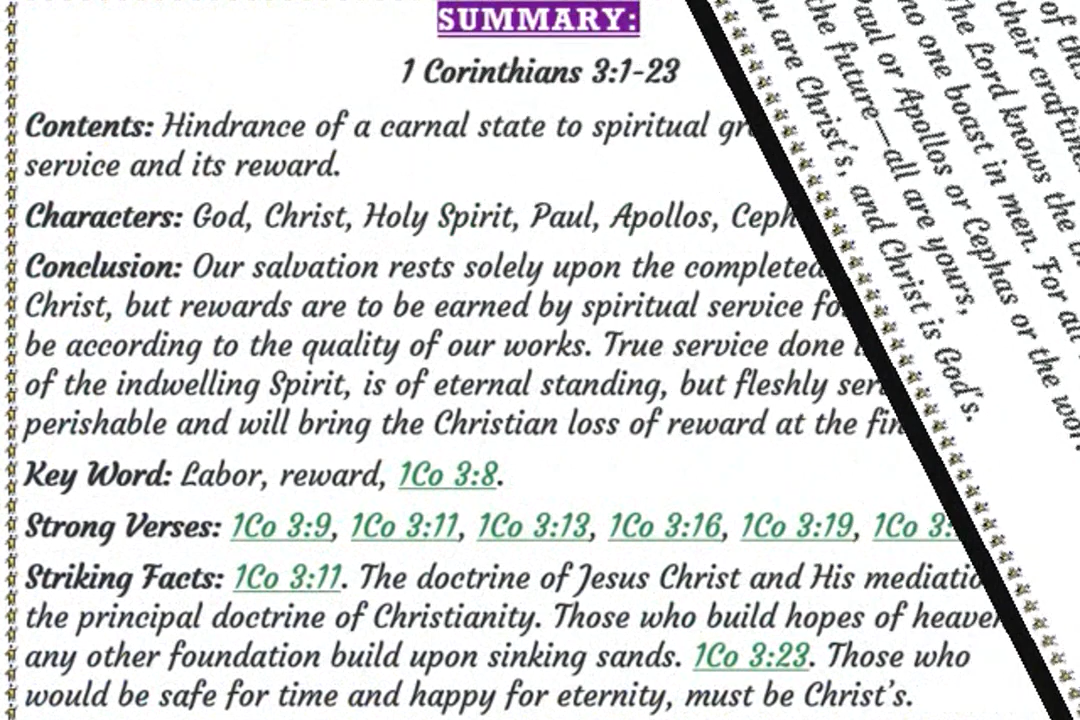 SUMMARY:
1 Corinthians 3:1-23
Contents: Hindrance of a carnal state to spiritual
service and its reward.
Characters: God, Christ, Holy Spirit, Paul, Apollos,
Conclusion: Our salvation rests solely upon the completed
Christ, but rewards are to be earned by spiritual service
be according to the quality of our works. True service done
of the indwelling Spirit, is of eternal standing, but fleshly
perishable and will bring the Christian loss of reward at the
Key Word: Labor, reward, 1Co 3:8.
Strong Verses: 1Co 3:9, 1Co 3:11, 1Co 3:13, 1Co 3:16, 1Co 3:19, 1Co
Striking Facts: 1Co 3:11. The doctrine of Jesus Christ and His
the principal doctrine of Christianity. Those who build hopes of
any other foundation build upon sinking sands. 1Co 3:23. Those who
would be safe for time and happy for eternity, must be Christ's.
of this
their
The Lord knows the
no one boast in men. For all
Paul or Apollos or Cephas or the
the future—all are yours,
are Christ's, and Christ is God's.